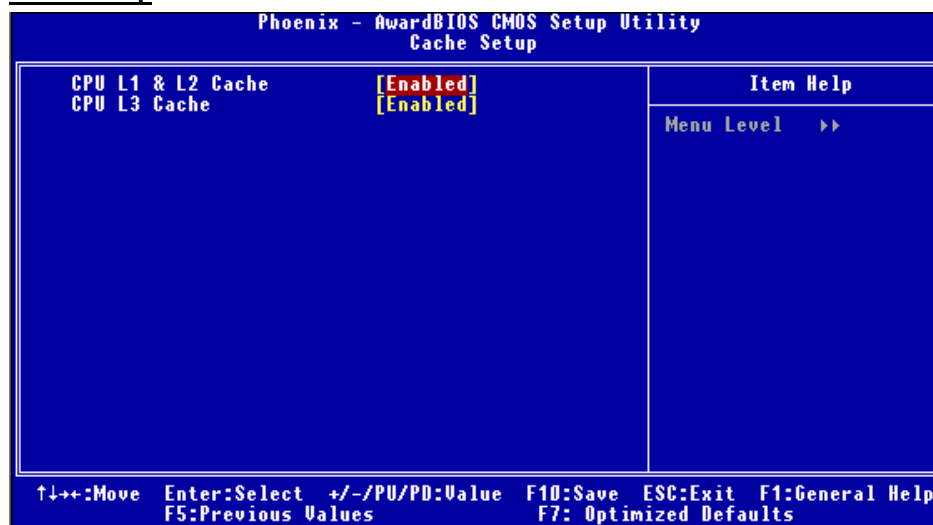 Phoenix - AwardBIOS CMOS Setup Utility
Cache Setup
CPU L1 & L2 Cache [Enabled]
CPU L3 Cache [Enabled]
Item Help
Menu Level ▸▸
↑↓→←:Move Enter:Select +/-/PU/PD:Value F10:Save ESC:Exit F1:General Help
F5:Previous Values F7: Optimized Defaults